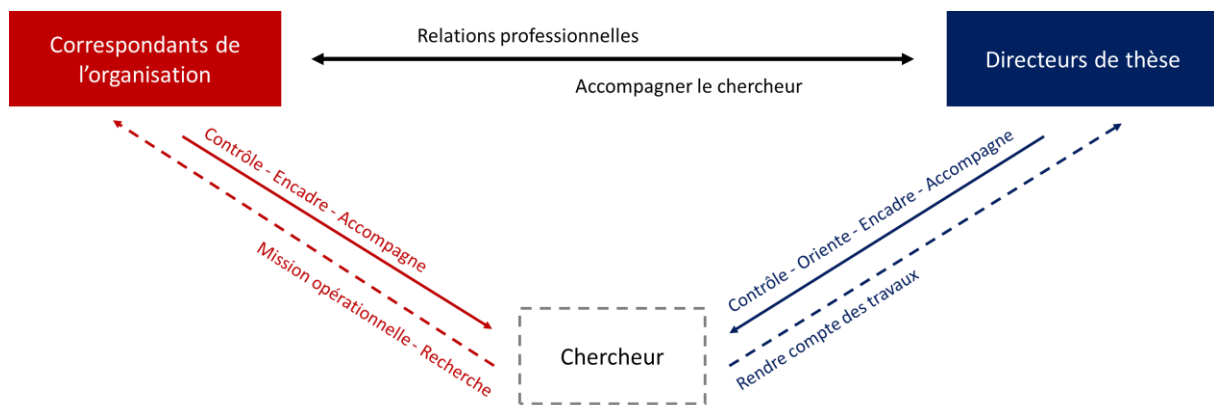 Correspondants de
l'organisation
Relations professionnelles
Accompagner le chercheur
Directeurs de thèse
Contrôle - Encadre - Accompagne
Mission opérationnelle - Recherche
Contrôle - Oriente - Encadre - Accompagne
Rendre compte des travaux
Chercheur